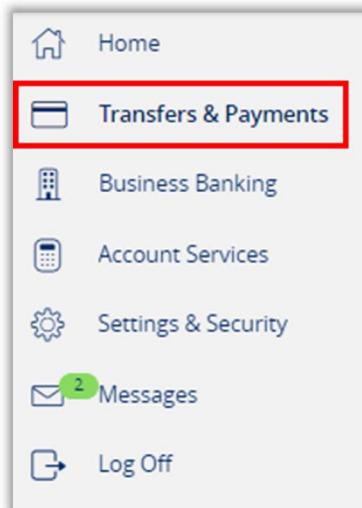 Home
Transfers & Payments
Business Banking
Account Services
Settings & Security
2 Messages
Log Off